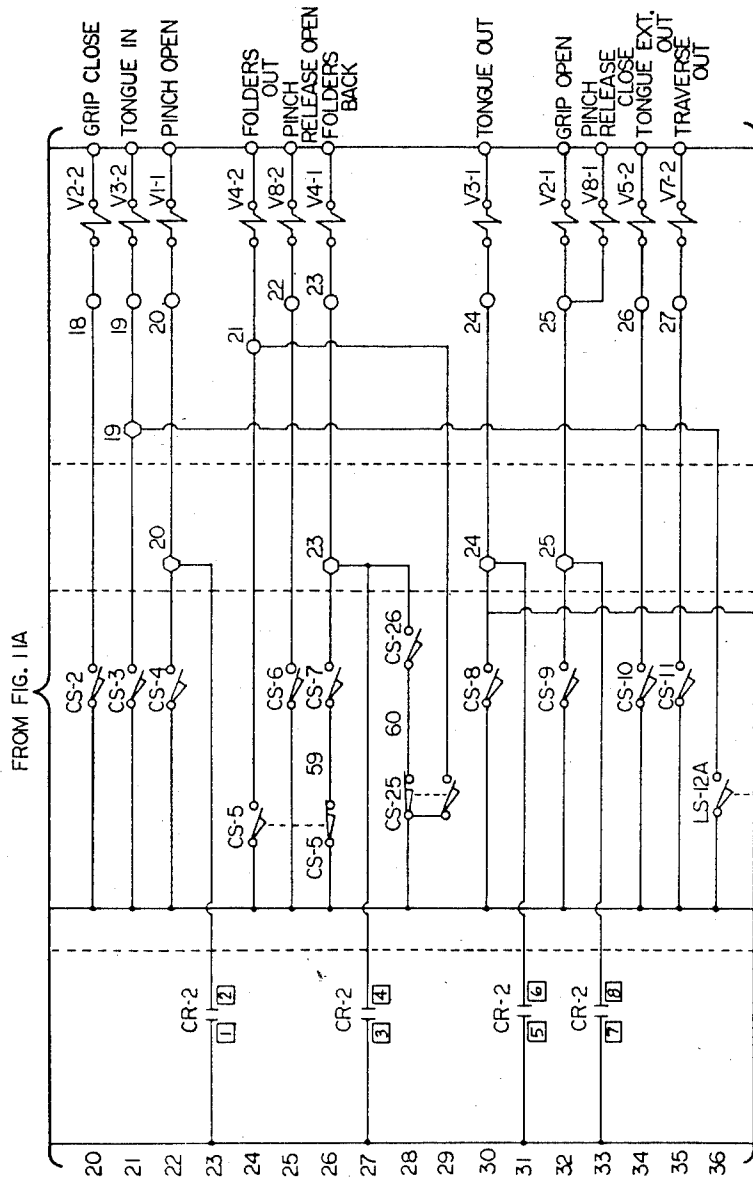 FROM FIG. 11A
20 CS-2 18 V2-2 GRIP CLOSE
21 CS-3 19 19 V3-2 TONGUE IN
22 CS-4 20 20 V1-1 PINCH OPEN
23 CR-2 1 2
24 CS-5 21 V4-2 FOLDERS OUT
25 CS-6 22 V8-2 PINCH RELEASE OPEN
26 CS-5 59 CS-7 23 23 V4-1 FOLDERS BACK
27 CR-2 3 4
28 CS-25 60 CS-26
29
30 CS-8 24 24 V3-1 TONGUE OUT
31 CR-2 5 6
32 CS-9 25 25 V2-1 GRIP OPEN
33 CR-2 7 8 V8-1 PINCH RELEASE CLOSE
34 CS-10 26 V5-2 TONGUE EXT. OUT
35 CS-11 27 V7-2 TRAVERSE OUT
36 LS-12A